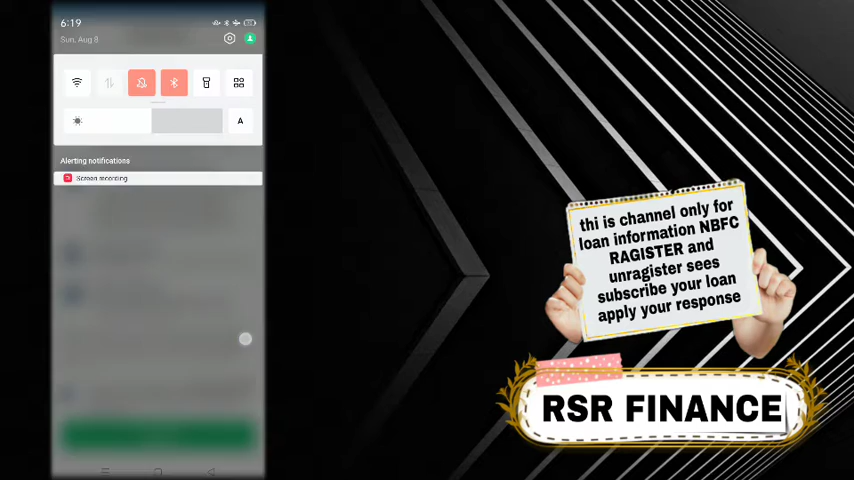 6:19
Sun, Aug 8
A
Alerting notifications
Screen recording
thi is channel only for
loan information NBFC
RAGISTER and
unragister sees
subscribe your loan
apply your response
RSR FINANCE